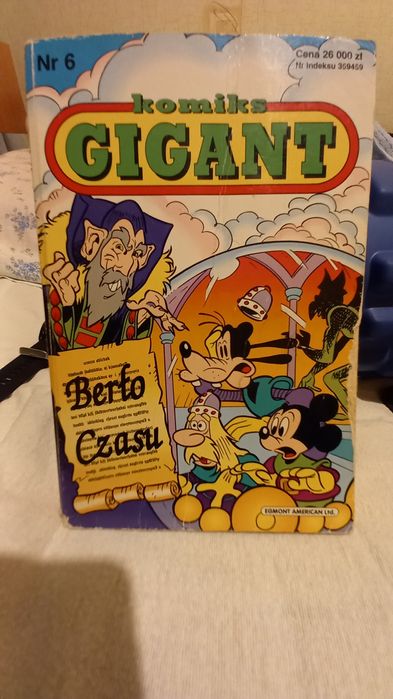 Nr 6
Cena 26 000 zł
Nr indeksu 359459
komiks
GIGANT
Berło
Czasu
EGMONT AMERICAN Ltd.